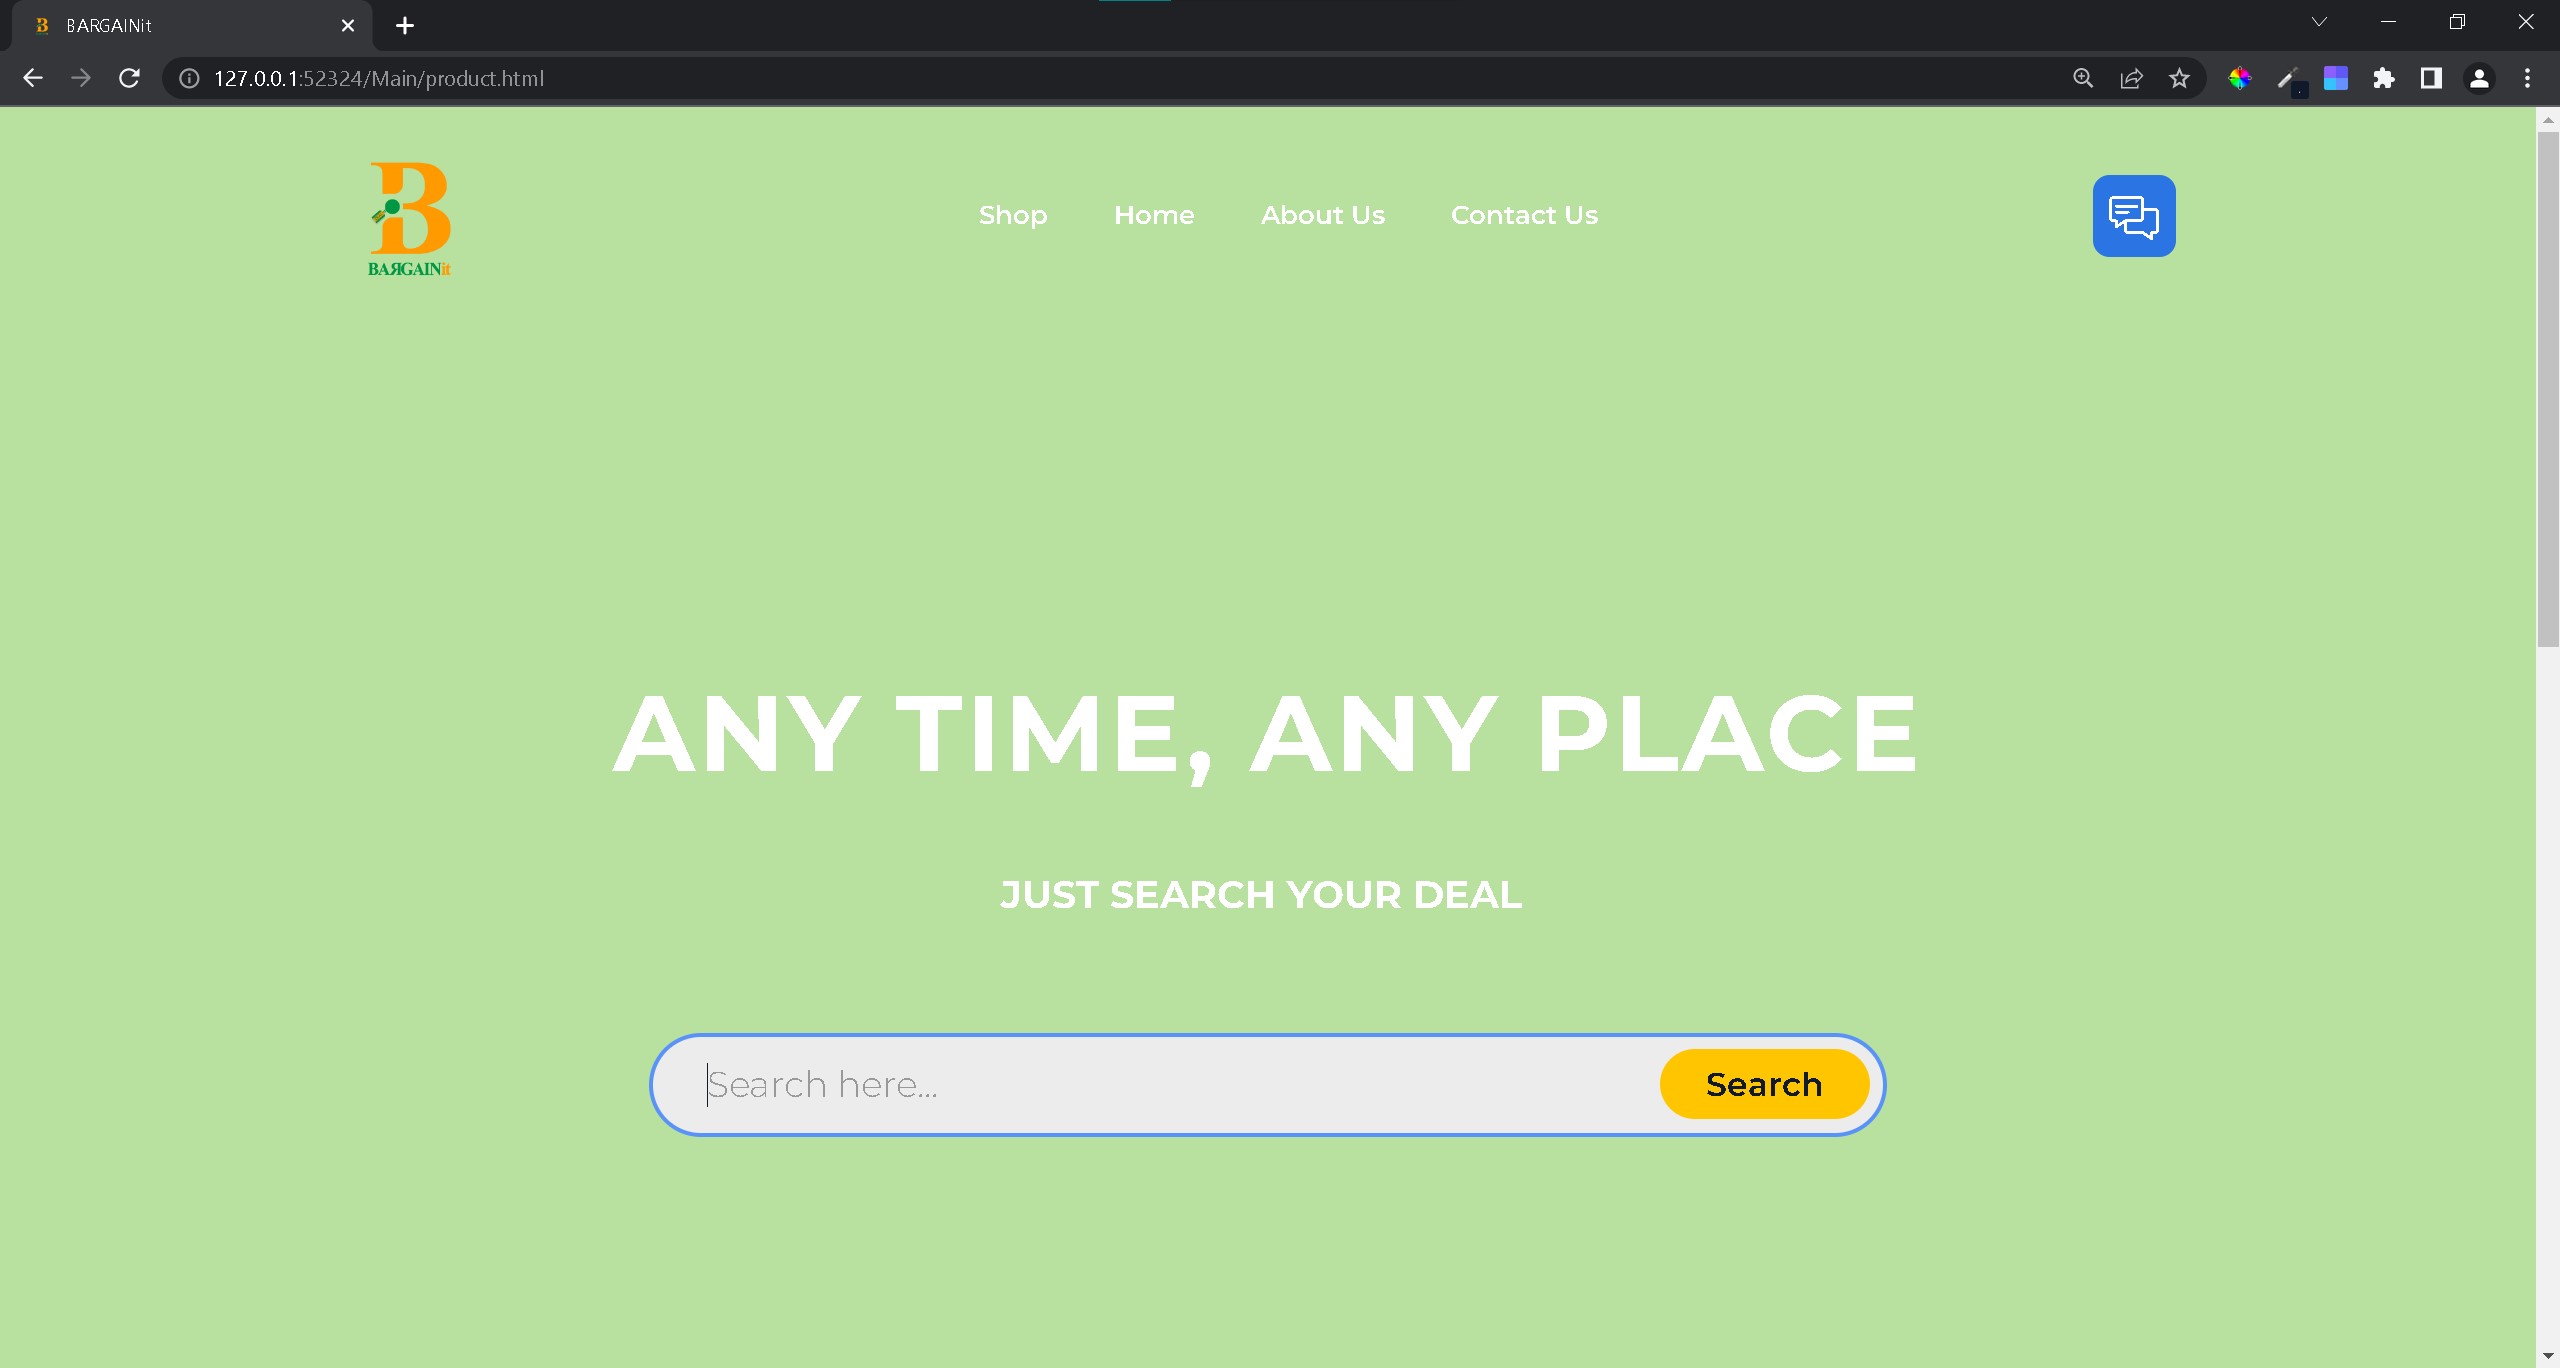 BARGAINit
127.0.0.1:52324/Main/product.html
B
BAЯGAINit
Shop Home About Us Contact Us
ANY TIME, ANY PLACE
JUST SEARCH YOUR DEAL
Search here... Search